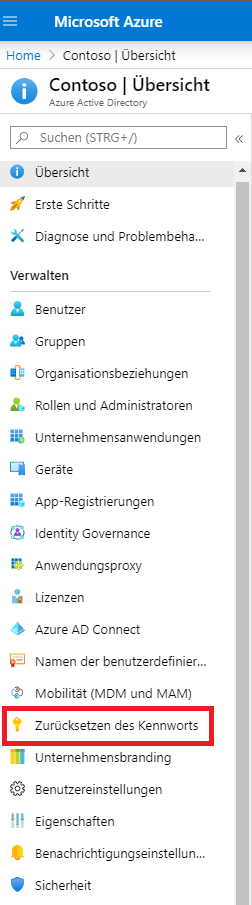 Microsoft Azure
Home > Contoso | Übersicht
Contoso | Übersicht
Azure Active Directory
Suchen (STRG+/)
Übersicht
Erste Schritte
Diagnose und Problembeha...
Verwalten
Benutzer
Gruppen
Organisationsbeziehungen
Rollen und Administratoren
Unternehmensanwendungen
Geräte
App-Registrierungen
Identity Governance
Anwendungsproxy
Lizenzen
Azure AD Connect
Namen der benutzerdefinier...
Mobilität (MDM und MAM)
Zurücksetzen des Kennworts
Unternehmensbranding
Benutzereinstellungen
Eigenschaften
Benachrichtigungseinstellun...
Sicherheit